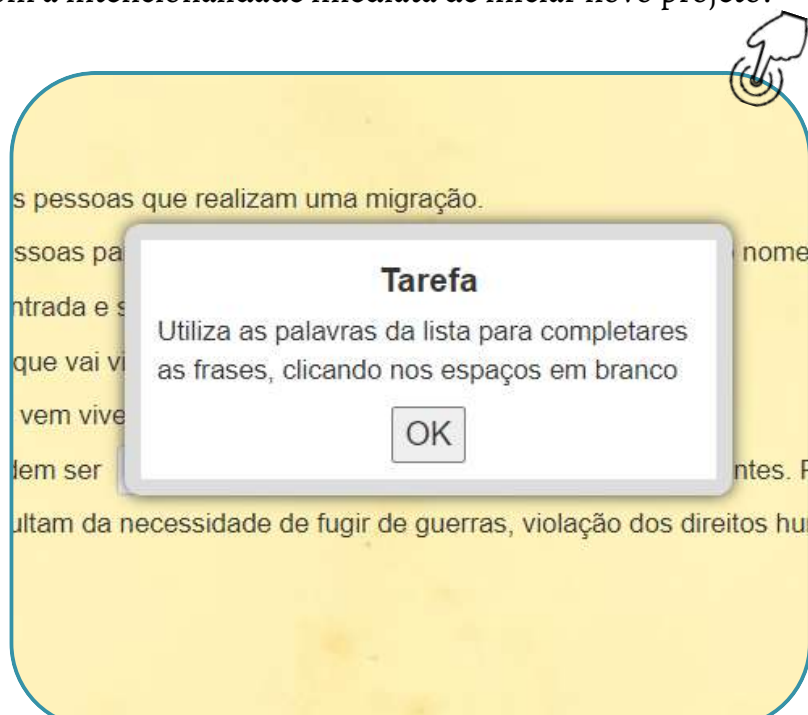 a intencionalidade imediata de iniciar novo projeto.
s pessoas que realizam uma migração.
ssoas pa
nome
ntrada e s
Tarefa
Utiliza as palavras da lista para completares
as frases, clicando nos espaços em branco
OK
que vai vi
vem vive
dem ser
ntes.
ultam da necessidade de fugir de guerras, violação dos direitos hu